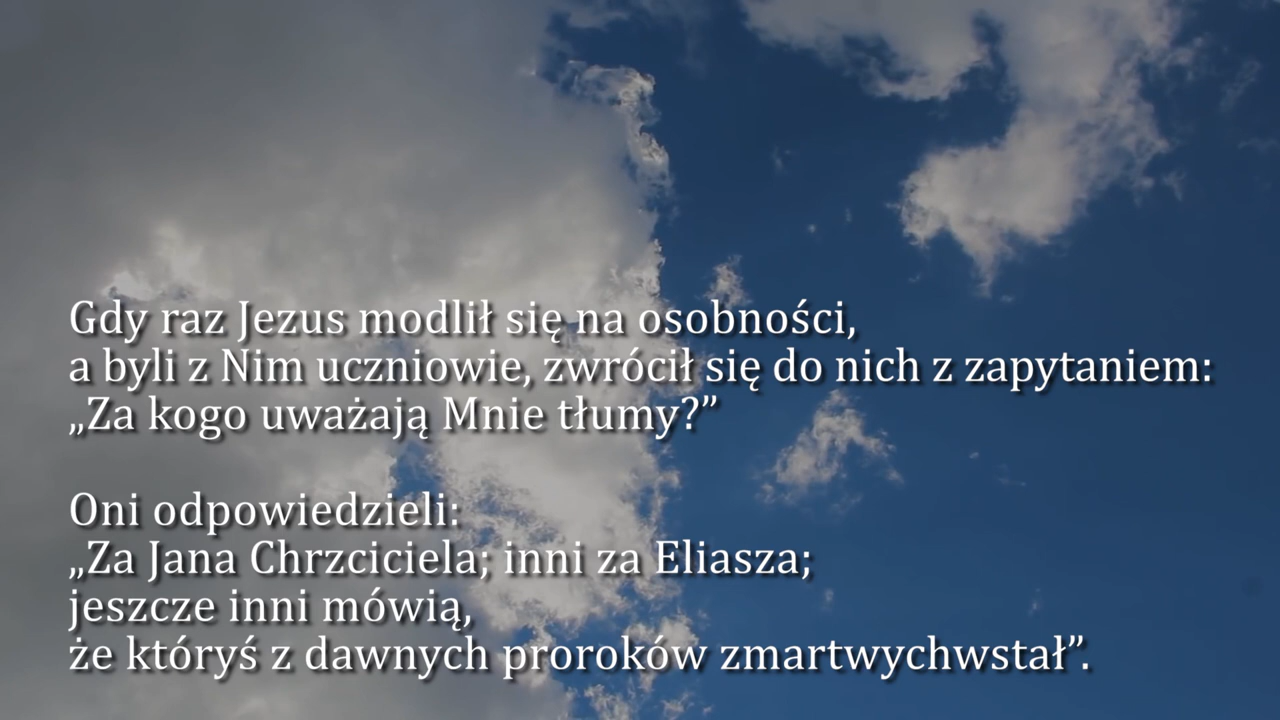 Gdy raz Jezus modlił się na osobności,
a byli z Nim uczniowie, zwrócił się do nich z zapytaniem:
„Za kogo uważają Mnie tłumy?”
Oni odpowiedzieli:
„Za Jana Chrzciciela; inni za Eliasza;
jeszcze inni mówią,
że któryś z dawnych proroków zmartwychwstał”.